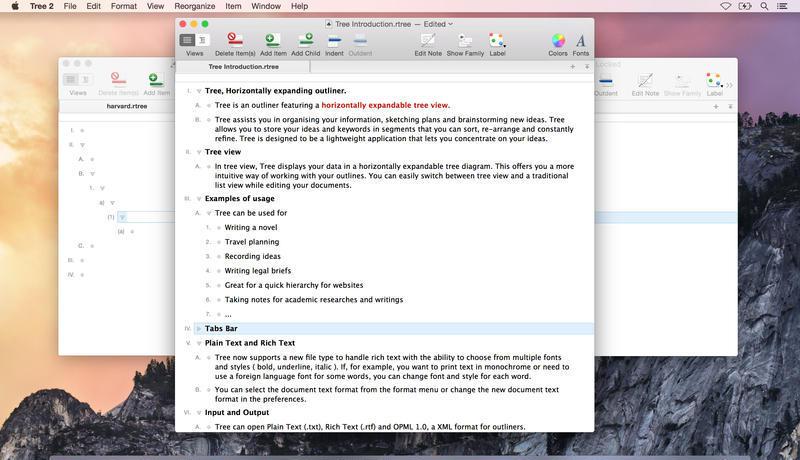 Tree 2 File Edit Format View Reorganize Item Window Help
Tree Introduction.rtree — Edited
Views Delete Item(s) Add Item Add Child Indent Outdent Edit Note Show Family Label Colors Fonts
Tree Introduction.rtree
I. Tree, Horizontally expanding outliner.
A. Tree is an outliner featuring a horizontally expandable tree view.
B. Tree assists you in organising your information, sketching plans and brainstorming new ideas. Tree
allows you to store your ideas and keywords in segments that you can sort, re-arrange and constantly
refine. Tree is designed to be a lightweight application that lets you concentrate on your ideas.
II. Tree view
A. In tree view, Tree displays your data in a horizontally expandable tree diagram. This offers you a more
intuitive way of working with your outlines. You can easily switch between tree view and a traditional
list view while editing your documents.
III. Examples of usage
A. Tree can be used for
1. Writing a novel
2. Travel planning
3. Recording ideas
4. Writing legal briefs
5. Great for a quick hierarchy for websites
6. Taking notes for academic researches and writings
7. ...
IV. Tabs Bar
V. Plain Text and Rich Text
A. Tree now supports a new file type to handle rich text with the ability to choose from multiple fonts
and styles ( bold, underline, italic ). If, for example, you want to print text in monochrome or need to
use a foreign language font for some words, you can change font and style for each word.
B. You can select the document text format from the format menu or change the new document text
format in the preferences.
VI. Input and Output
A. Tree can open Plain Text (.txt), Rich Text (.rtf) and OPML 1.0, a XML format for outliners.
Views Delete Item(s) Add Item
harvard.rtree
I.
II.
A.
B.
1.
a)
(1)
(a)
C.
III.
IV.
Locked
Outdent Edit Note Show Family Label